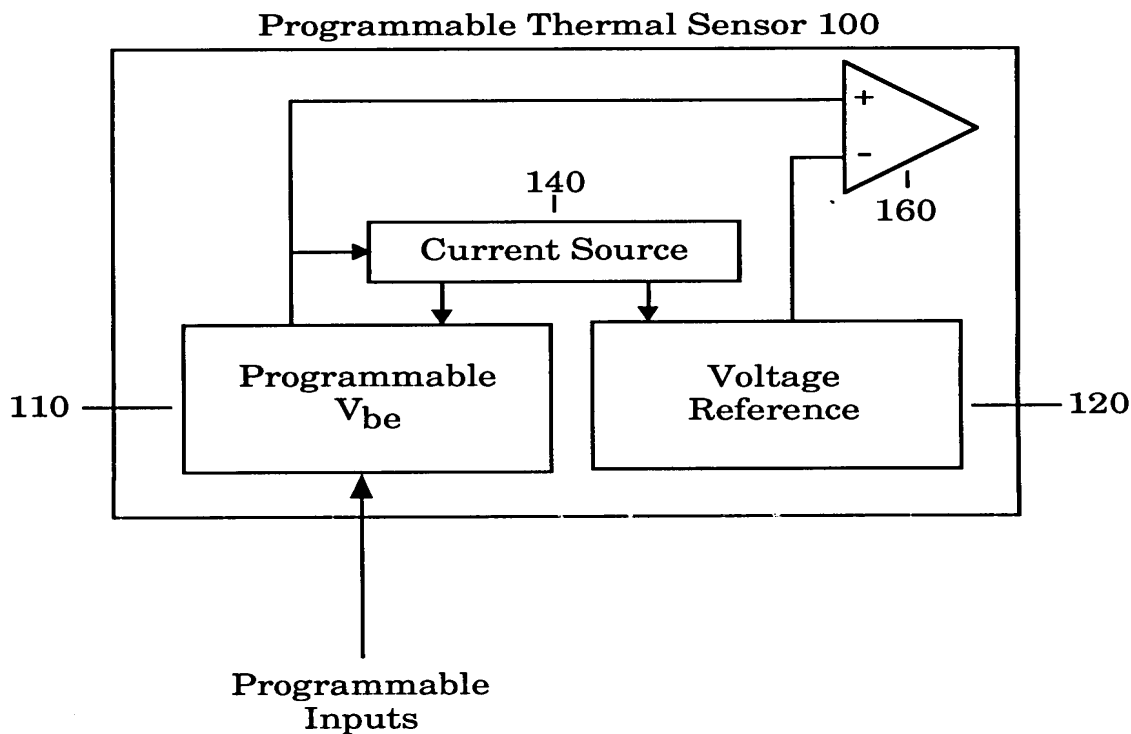 Programmable Thermal Sensor 100
+
−
140
160
Current Source
Programmable
Vbe
Voltage
Reference
110
120
Programmable
Inputs